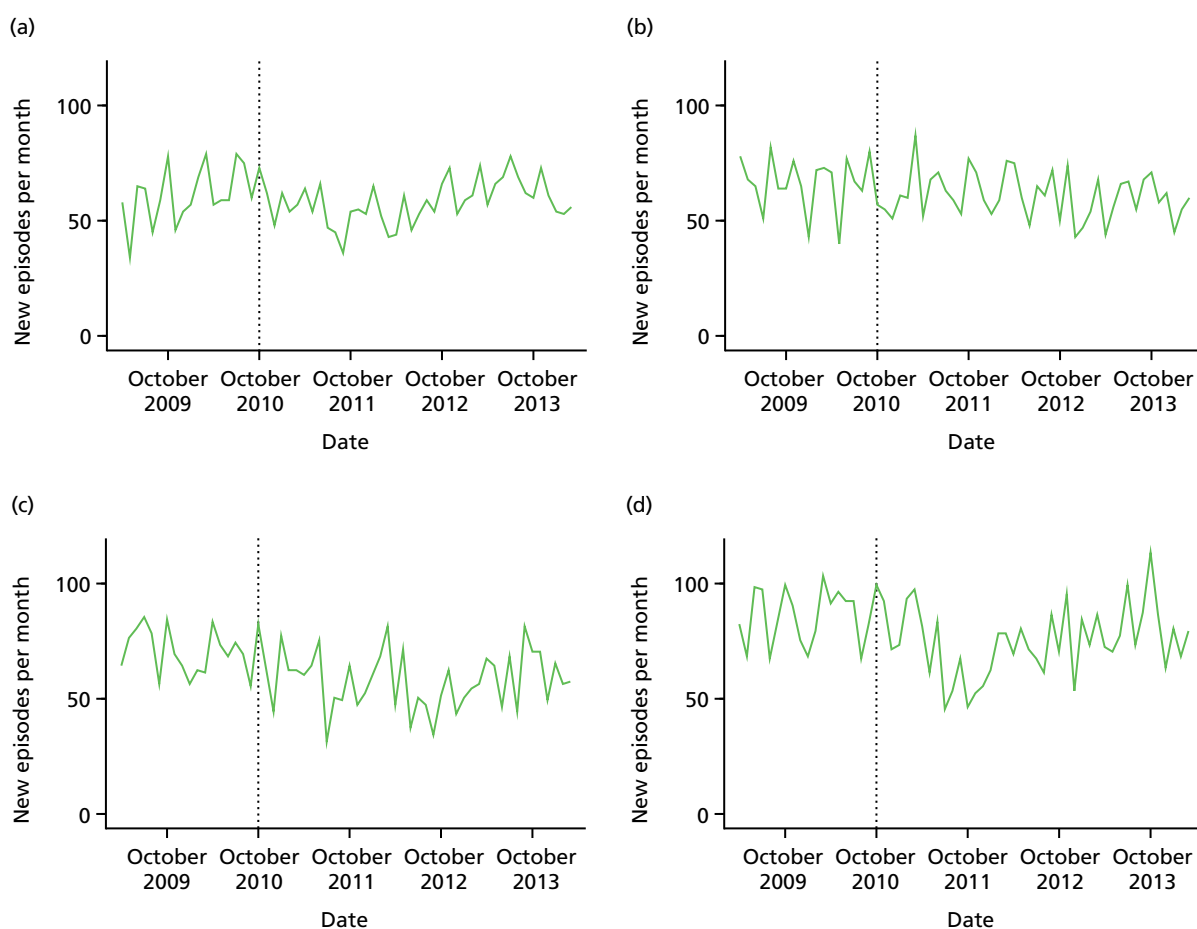 (a)
New episodes per month
100
50
0
October October October October October
2009 2010 2011 2012 2013
Date
(b)
New episodes per month
100
50
0
October October October October October
2009 2010 2011 2012 2013
Date
(c)
New episodes per month
100
50
0
October October October October October
2009 2010 2011 2012 2013
Date
(d)
New episodes per month
100
50
0
October October October October October
2009 2010 2011 2012 2013
Date